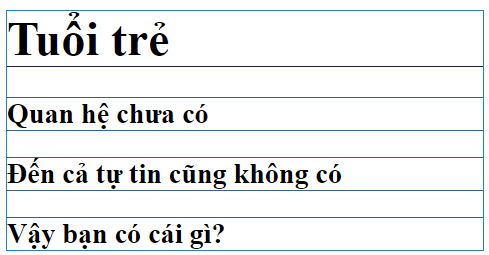 Tuổi trẻ
Quan hệ chưa có
Đến cả tự tin cũng không có
Vậy bạn có cái gì?